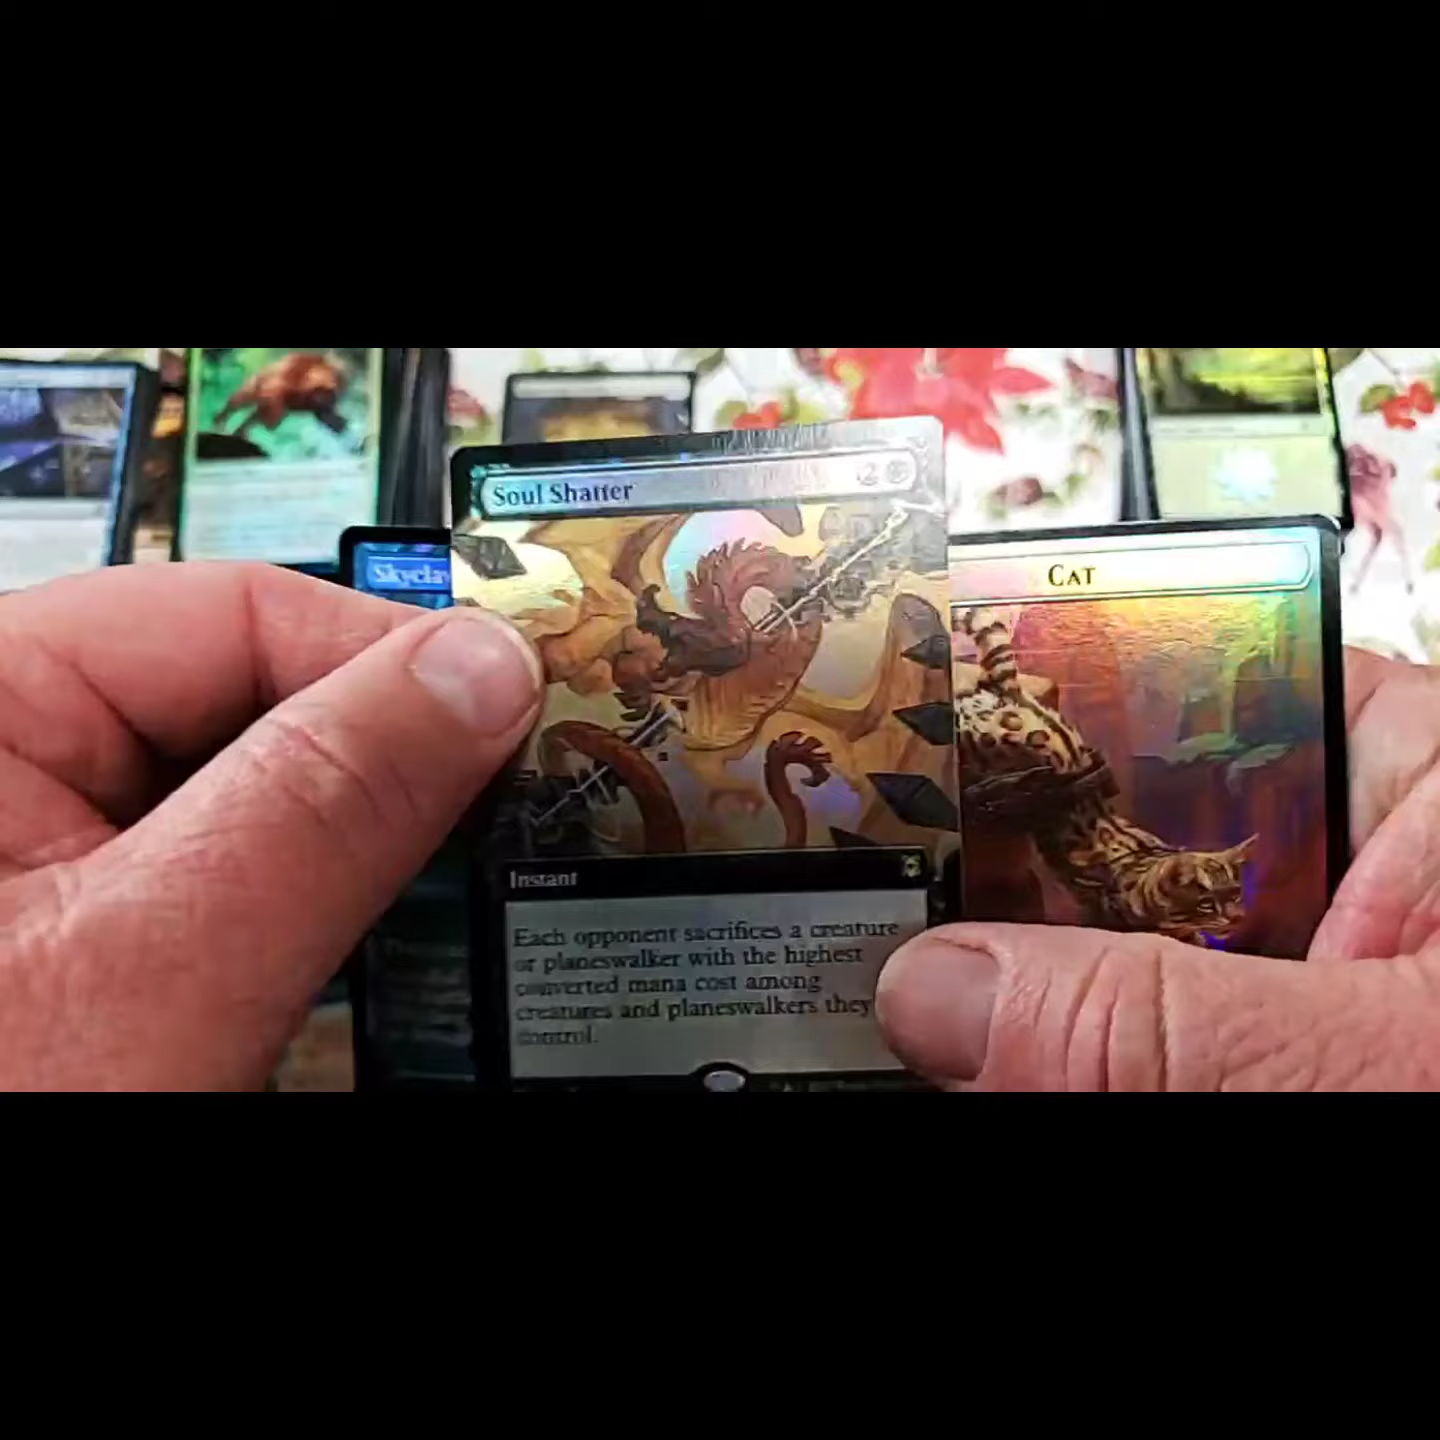 Soul Shatter 2
Skycla
CAT
Instant
Each opponent sacrifices a creature
or planeswalker with the highest
converted mana cost among
creatures and planeswalkers they
control.